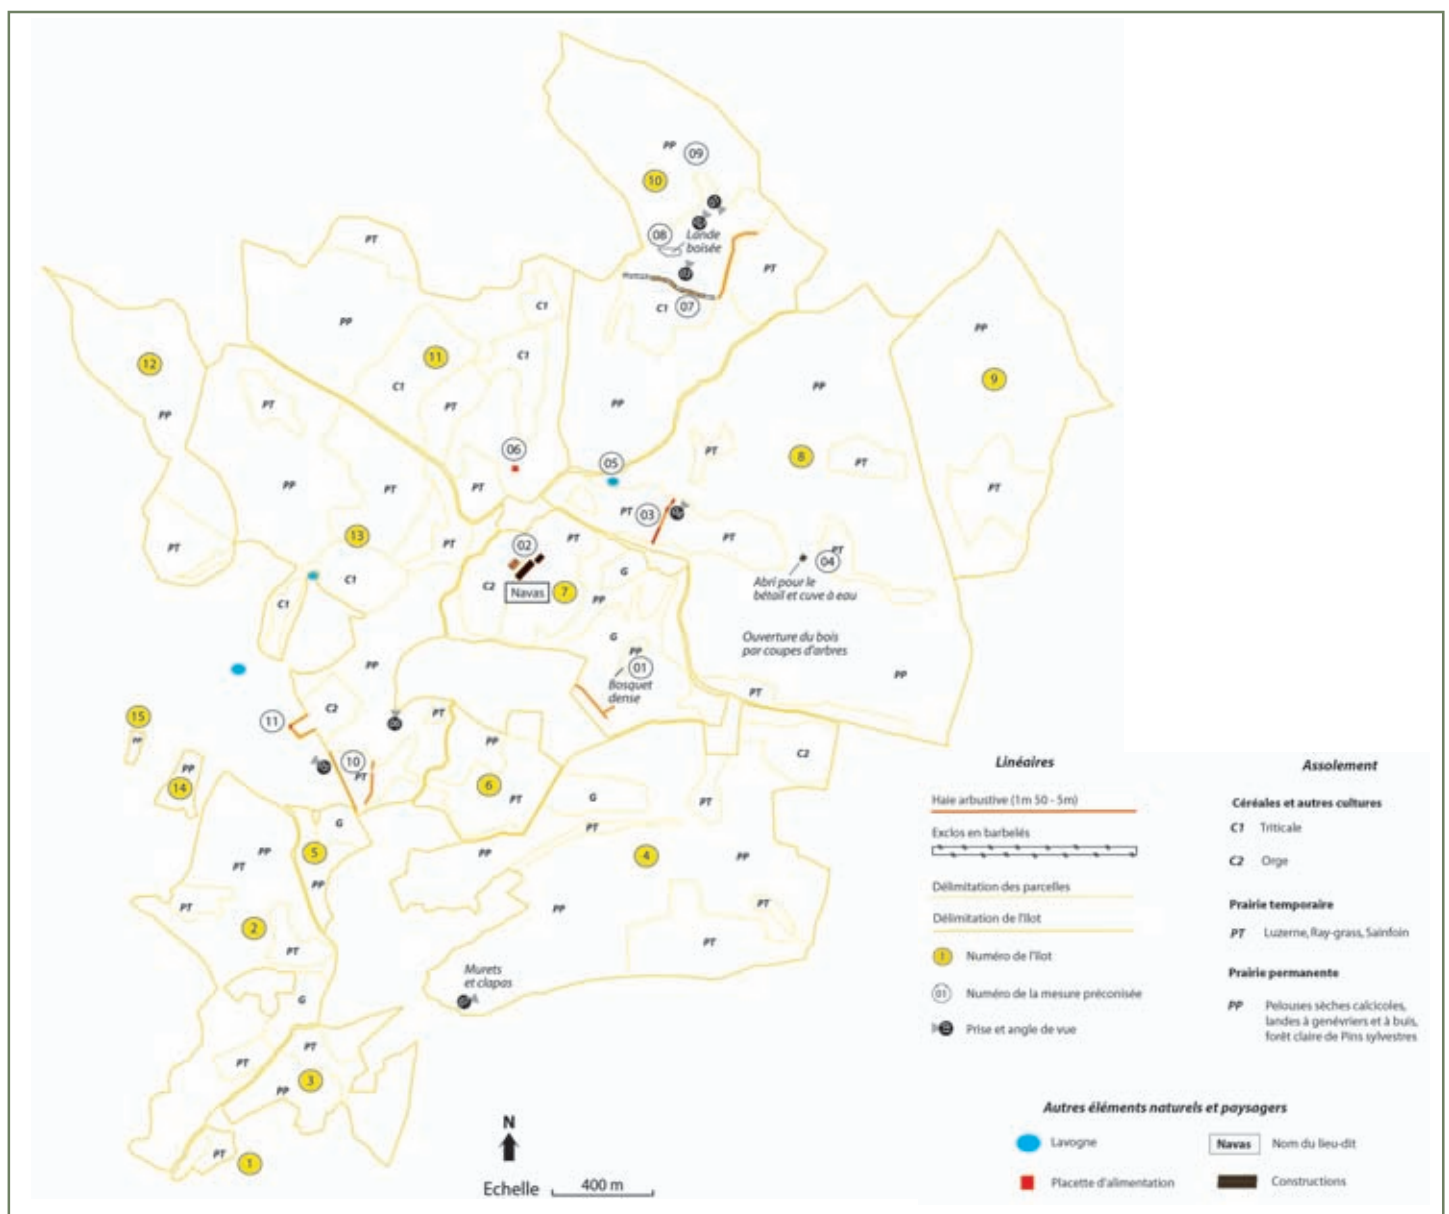 PP
09
10
08
Lande
boisée
PT
PT
C1
C1
07
PP
PP
12
11
C1
9
C1
PP
PT
PP
PT
PP
06
PT
8
PT
05
PP
PT
PT
PT
PT
03
13
PT
PT
PT
PT
02
PT
04
C1
C2
G
Abri pour le
bétail et cuve à eau
Navas
7
PP
C1
G
Ouverture du bois
par coupes d'arbres
PP
PP
01
PP
Bosquet
dense
PT
15
11
C2
PT
PP
PP
C2
PP
10
PT
14
6
PT
G
PT
G
PT
PP
5
PP
4
PP
PT
PP
PT
PP
PT
2
PT
PT
Murets
et clapas
G
PT
PT
3
PP
PT
1
N
Echelle 400 m
Linéaires
Haie arbustive (1m 50 - 5m)
Exclos en barbelés
Délimitation des parcelles
Délimitation de l'îlot
1 Numéro de l'îlot
01 Numéro de la mesure préconisée
Prise et angle de vue
Assolement
Céréales et autres cultures
C1 Triticale
C2 Orge
Prairie temporaire
PT Luzerne, Ray-grass, Sainfoin
Prairie permanente
PP Pelouses sèches calcicoles,
landes à genévriers et à buis,
forêt claire de Pins sylvestres
Autres éléments naturels et paysagers
Lavogne
Navas Nom du lieu-dit
Placette d'alimentation
Constructions